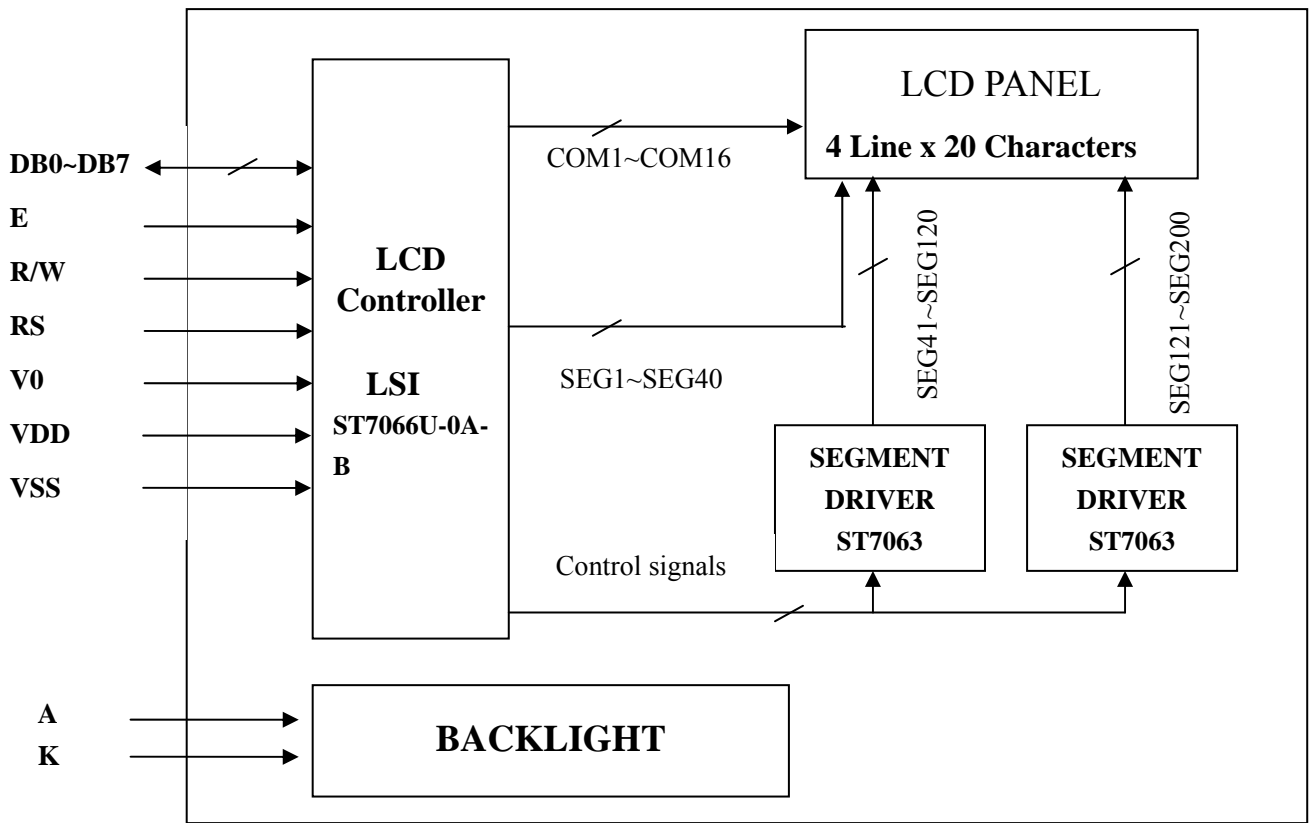 LCD PANEL
4 Line x 20 Characters
DB0~DB7
E
R/W
RS
V0
VDD
VSS
LCD
Controller
LSI
ST7066U-0A-
B
COM1~COM16
SEG1~SEG40
SEG41~SEG120
SEG121~SEG200
SEGMENT
DRIVER
ST7063
SEGMENT
DRIVER
ST7063
Control signals
A
K
BACKLIGHT